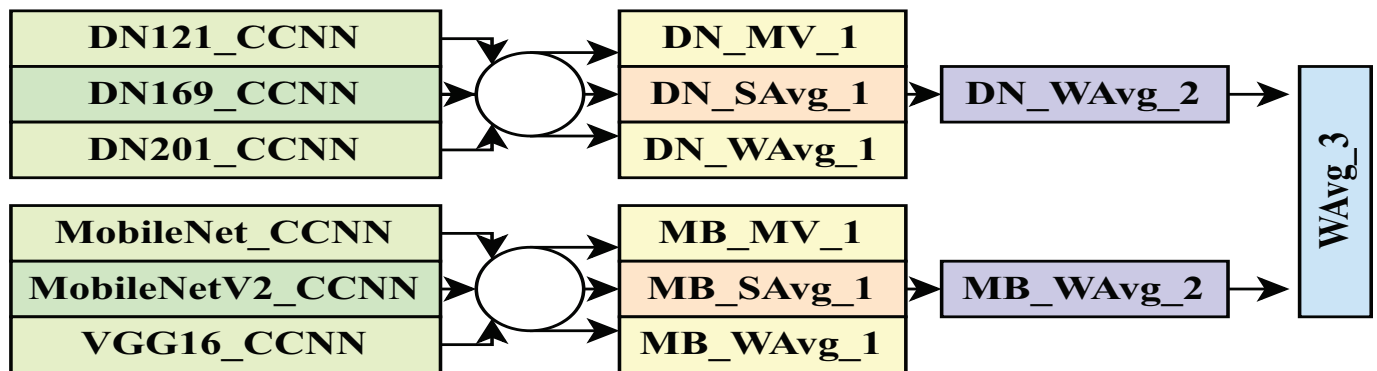 DN121_CCNN
DN169_CCNN
DN201_CCNN
DN_MV_1
DN_SAvg_1
DN_WAvg_1
DN_WAvg_2
MobileNet_CCNN
MobileNetV2_CCNN
VGG16_CCNN
MB_MV_1
MB_SAvg_1
MB_WAvg_1
MB_WAvg_2
WAvg_3